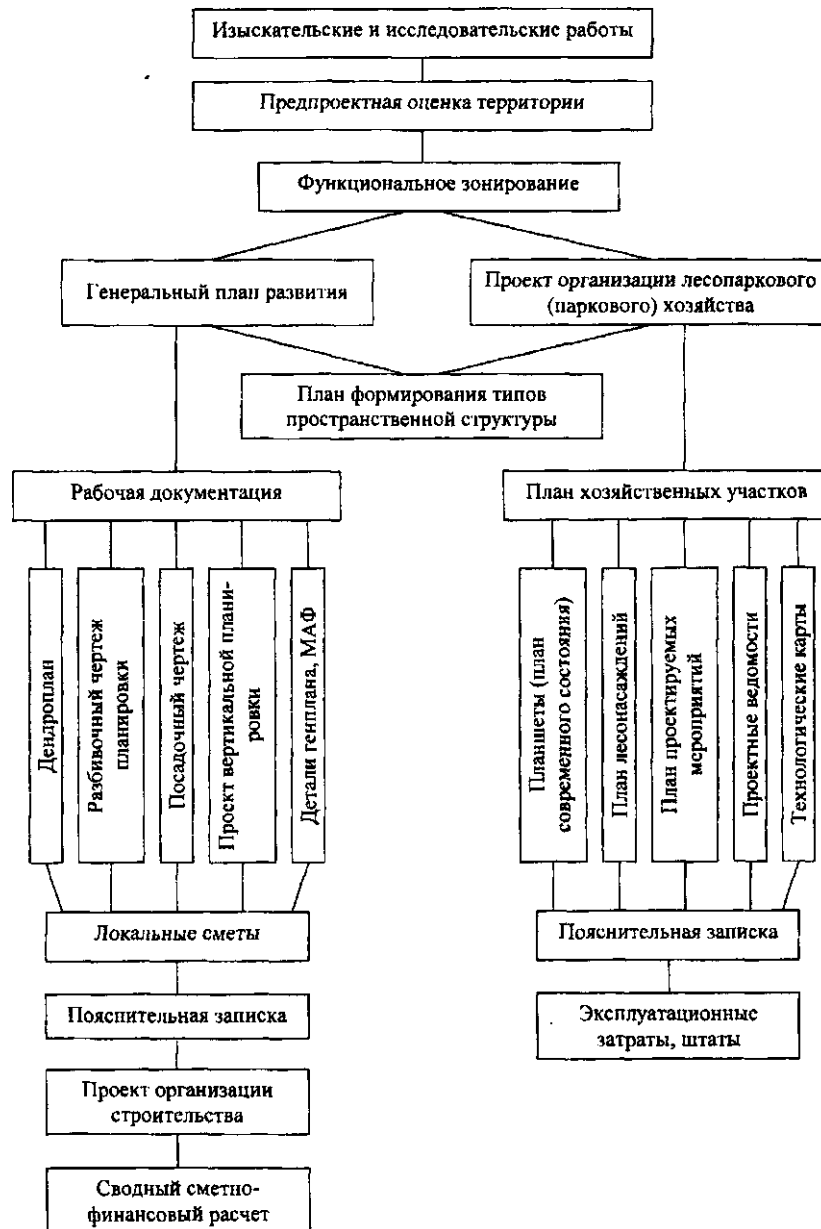 Изыскательские и исследовательские работы
Предпроектная оценка территории
Функциональное зонирование
Генеральный план развития
Проект организации лесопаркового
(паркового) хозяйства
План формирования типов
пространственной структуры
Рабочая документация
План хозяйственных участков
Дендроплан
Разбивочный чертеж
планировки
Посадочный чертеж
Проект вертикальной плани-
ровки
Детали генплана, МАФ
Планшеты (план
современного состояния)
План лесонасаждений
План проектируемых
мероприятий
Проектные ведомости
Технологические карты
Локальные сметы
Пояснительная записка
Пояснительная записка
Эксплуатационные
затраты, штаты
Проект организации
строительства
Сводный сметно-
финансовый расчет